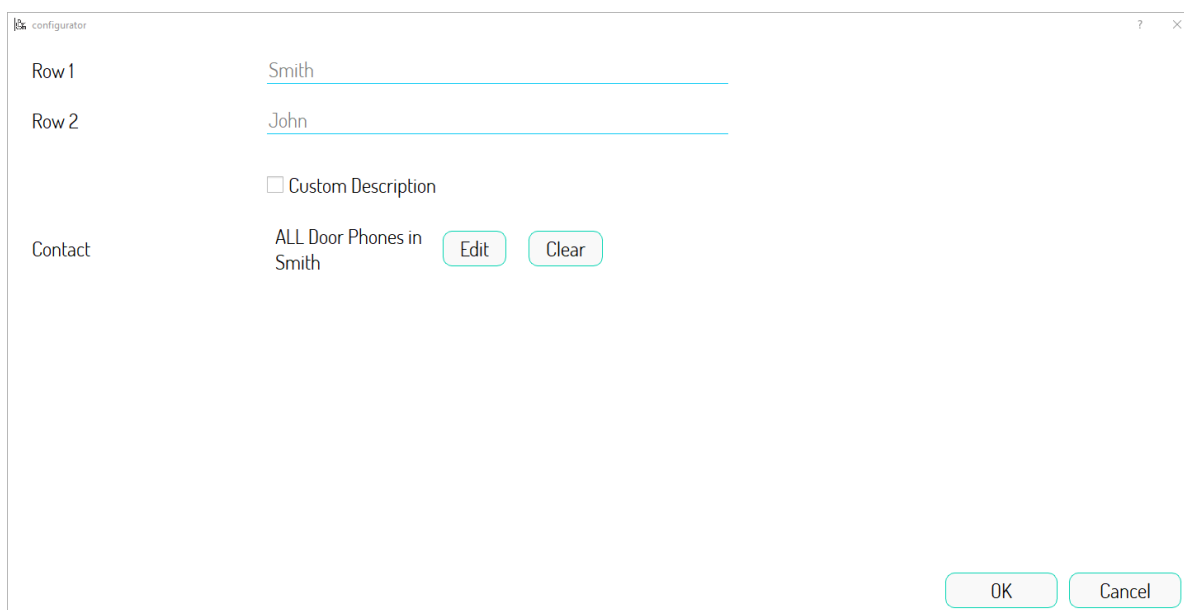 configurator ? ×
Row 1 Smith
Row 2 John
Custom Description
Contact ALL Door Phones in Smith Edit Clear
OK Cancel